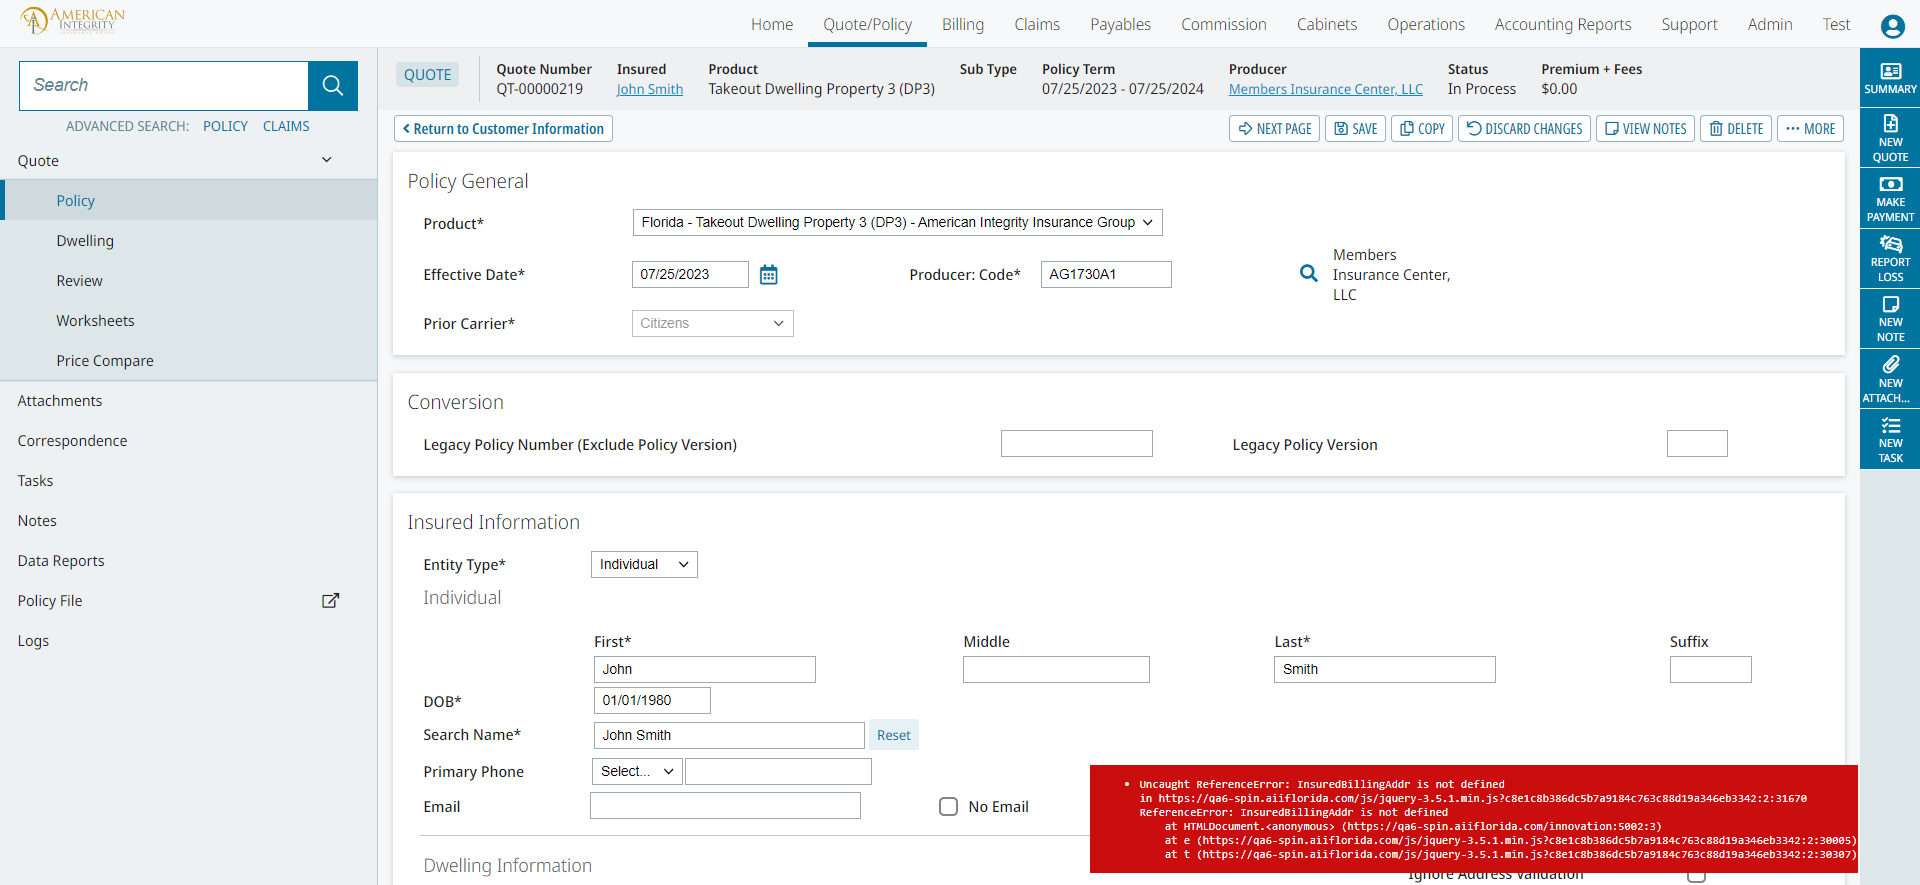 AMERICAN
INTEGRITY
Home
Quote/Policy
Billing
Claims
Payables
Commission
Cabinets
Operations
Accounting Reports
Support
Admin
Test
Search
ADVANCED SEARCH: POLICY CLAIMS
Quote
Policy
Dwelling
Review
Worksheets
Price Compare
Attachments
Correspondence
Tasks
Notes
Data Reports
Policy File
Logs
QUOTE
Quote Number
QT-00000219
Insured
John Smith
Product
Takeout Dwelling Property 3 (DP3)
Sub Type
Policy Term
07/25/2023 - 07/25/2024
Producer
Members Insurance Center, LLC
Status
In Process
Premium + Fees
$0.00
Return to Customer Information
NEXT PAGE
SAVE
COPY
DISCARD CHANGES
VIEW NOTES
DELETE
MORE
Policy General
Product*
Florida - Takeout Dwelling Property 3 (DP3) - American Integrity Insurance Group
Effective Date*
07/25/2023
Producer: Code*
AG1730A1
Members
Insurance Center,
LLC
Prior Carrier*
Citizens
Conversion
Legacy Policy Number (Exclude Policy Version)
Legacy Policy Version
Insured Information
Entity Type*
Individual
Individual
First*
Middle
Last*
Suffix
John
Smith
DOB*
01/01/1980
Search Name*
John Smith
Reset
Primary Phone
Select...
Email
No Email
Dwelling Information
Ignore Address Validation
• Uncaught ReferenceError: InsuredBillingAddr is not defined
in https://qa6-spin.aiiflorida.com/js/jquery-3.5.1.min.js?c8e1c8b386dc5b7a9184c763c88d19a346eb3342:2:31670
ReferenceError: InsuredBillingAddr is not defined
at HTMLDocument.<anonymous> (https://qa6-spin.aiiflorida.com/innovation:5002:3)
at e (https://qa6-spin.aiiflorida.com/js/jquery-3.5.1.min.js?c8e1c8b386dc5b7a9184c763c88d19a346eb3342:2:30005)
at t (https://qa6-spin.aiiflorida.com/js/jquery-3.5.1.min.js?c8e1c8b386dc5b7a9184c763c88d19a346eb3342:2:30307)
SUMMARY
NEW
QUOTE
MAKE
PAYMENT
REPORT
LOSS
NEW
NOTE
NEW
ATTACH...
NEW
TASK